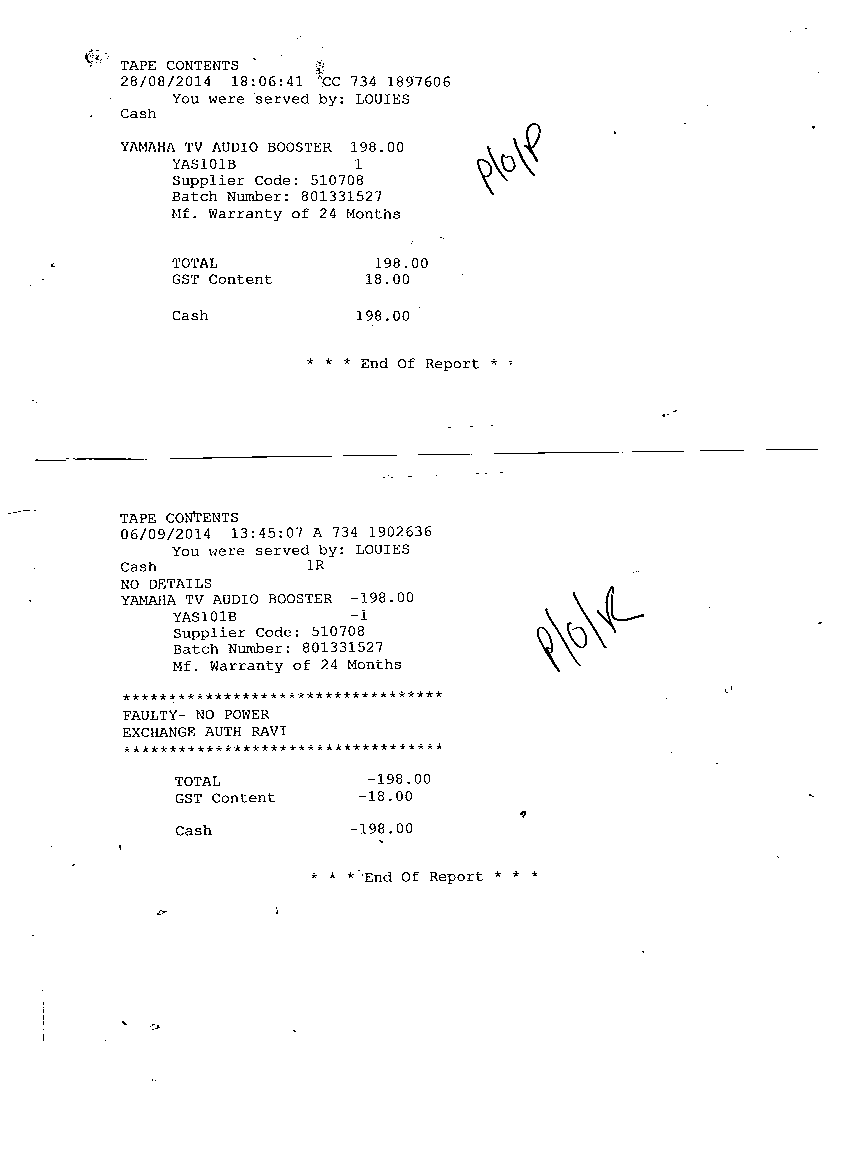 TAPE CONTENTS
28/08/2014 18:06:41 CC 734 1897606
You were served by: LOUIES
Cash
YAMAHA TV AUDIO BOOSTER 198.00
YAS101B 1
Supplier Code: 510708
Batch Number: 801331527
Mf. Warranty of 24 Months
P/O/P
TOTAL 198.00
GST Content 18.00
Cash 198.00
* * * End Of Report * *
TAPE CONTENTS
06/09/2014 13:45:07 A 734 1902636
You were served by: LOUIES
Cash 1R
NO DETAILS
YAMAHA TV AUDIO BOOSTER -198.00
YAS101B -1
Supplier Code: 510708
Batch Number: 801331527
Mf. Warranty of 24 Months
P/O/R
***********************************
FAULTY- NO POWER
EXCHANGE AUTH RAVI
***********************************
TOTAL -198.00
GST Content -18.00
Cash -198.00
* * * End Of Report * * *